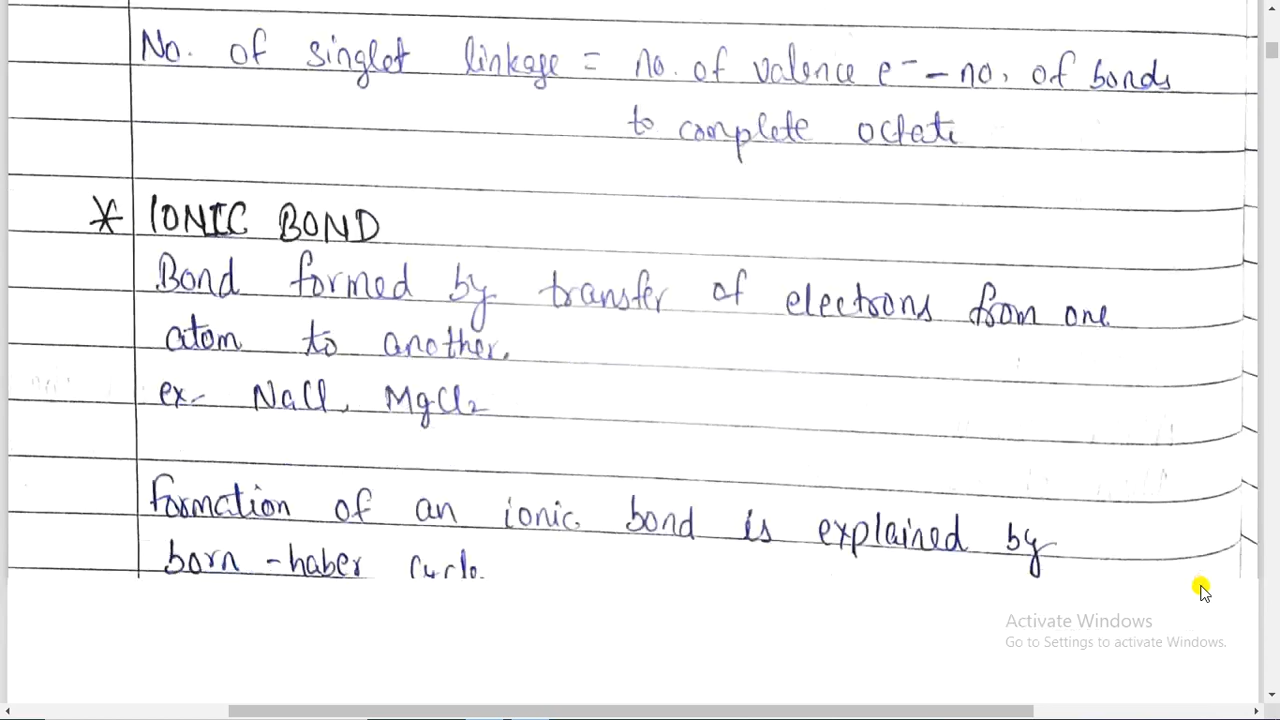 No. of singlet linkage = no. of valence e⁻ - no. of bonds
to complete octet
* IONIC BOND
Bond formed by transfer of electrons from one
atom to another.
ex- NaCl, MgCl₂
Formation of an ionic bond is explained by
born-haber cycle.
Activate Windows
Go to Settings to activate Windows.